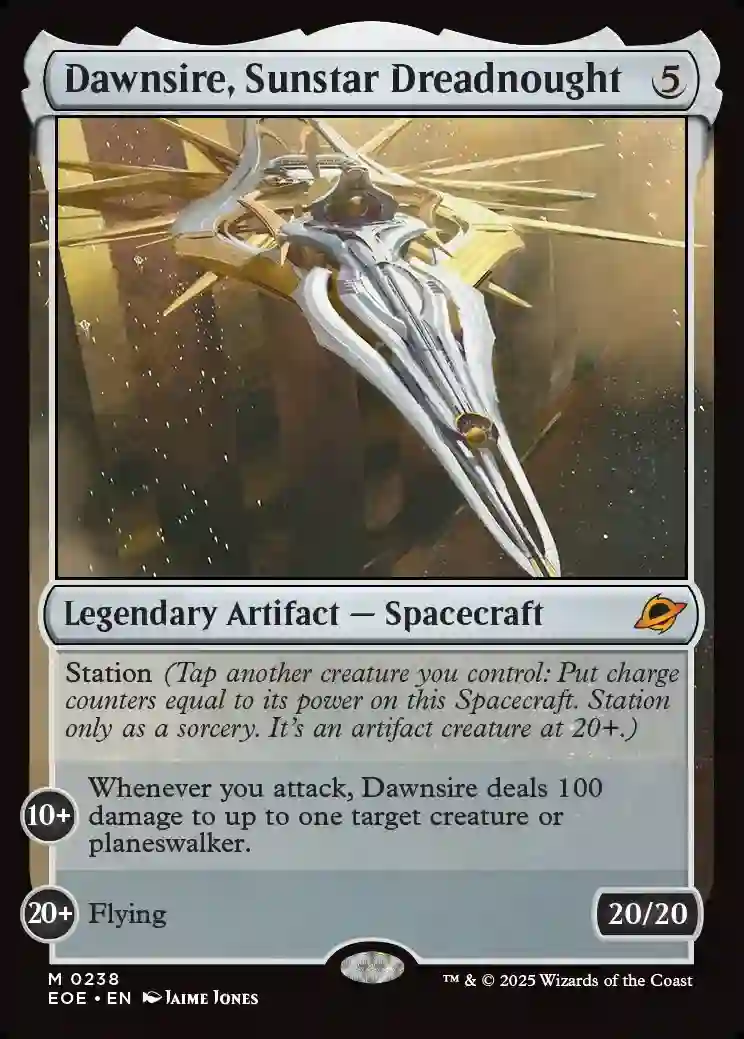 Dawnsire, Sunstar Dreadnought 5
Legendary Artifact — Spacecraft
Station (Tap another creature you control: Put charge
counters equal to its power on this Spacecraft. Station
only as a sorcery. It's an artifact creature at 20+.)
10+ Whenever you attack, Dawnsire deals 100
damage to up to one target creature or
planeswalker.
20+ Flying
20/20
M 0238
EOE • EN JAIME JONES
™ & © 2025 Wizards of the Coast